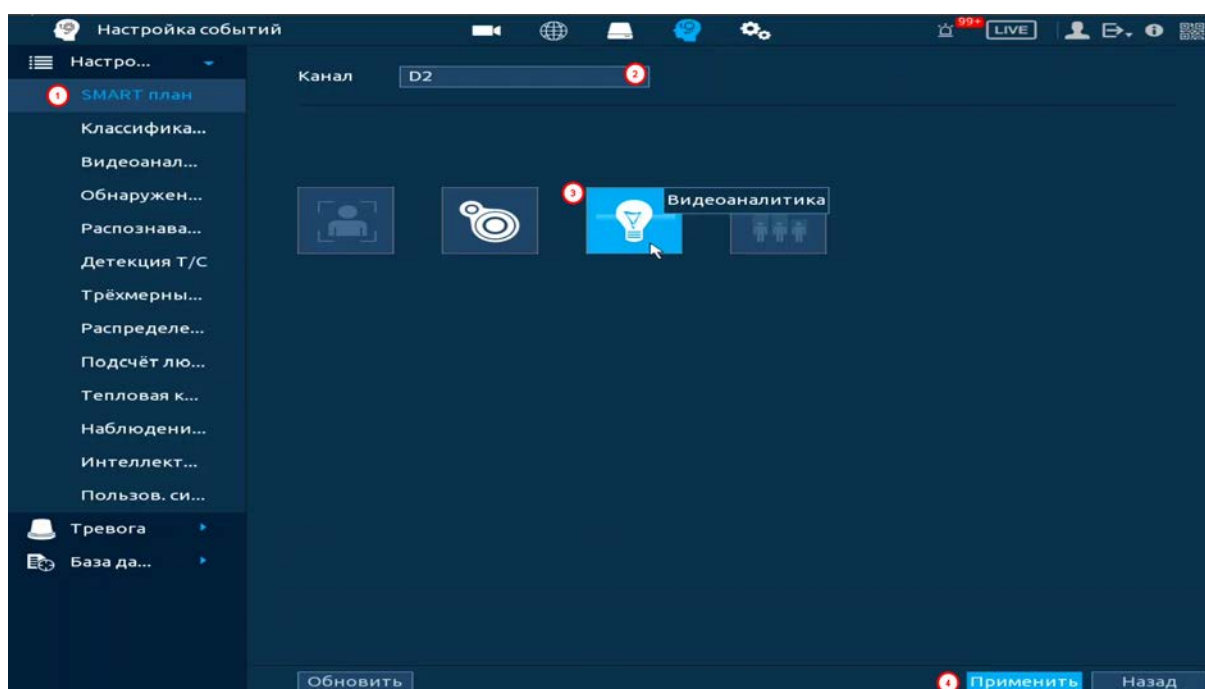 Настройка событий
99+
LIVE
Настро...
Канал
D2
2
1
SMART план
Классифика...
Видеоанал...
Обнаружен...
3
Видеоаналитика
Распознава...
Детекция Т/С
Трёхмерны...
Распределе...
Подсчёт лю...
Тепловая к...
Наблюдени...
Интеллект...
Пользов. си...
Тревога
База да...
Обновить
4
Применить
Назад